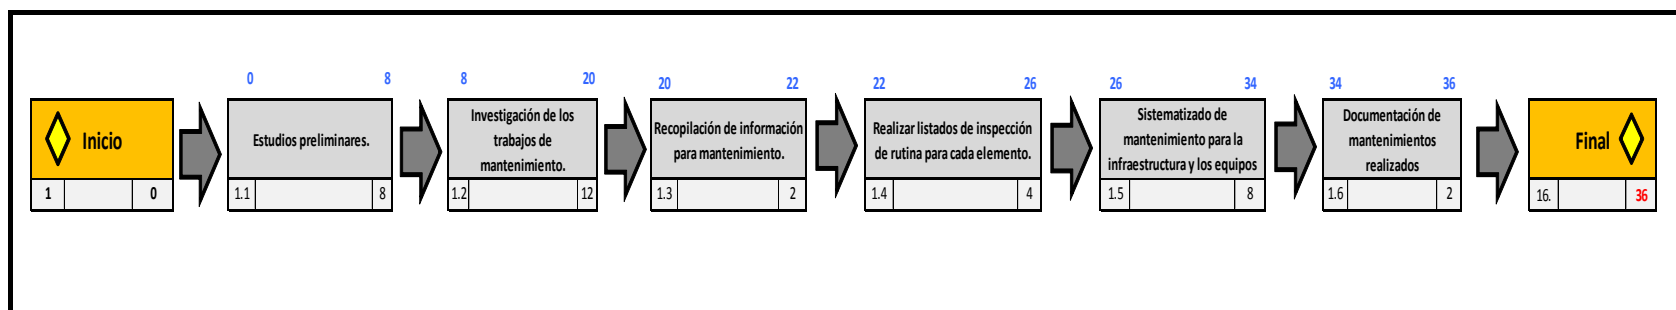 0 8 8 20 20 22 22 26 26 34 34 36
Inicio
1 0
Estudios preliminares.
1.1 8
Investigación de los
trabajos de
mantenimiento.
1.2 12
Recopilación de información
para mantenimiento.
1.3 2
Realizar listados de inspección
de rutina para cada elemento.
1.4 4
Sistematizado de
mantenimiento para la
infraestructura y los equipos
1.5 8
Documentación de
mantenimientos
realizados
1.6 2
Final
16. 36